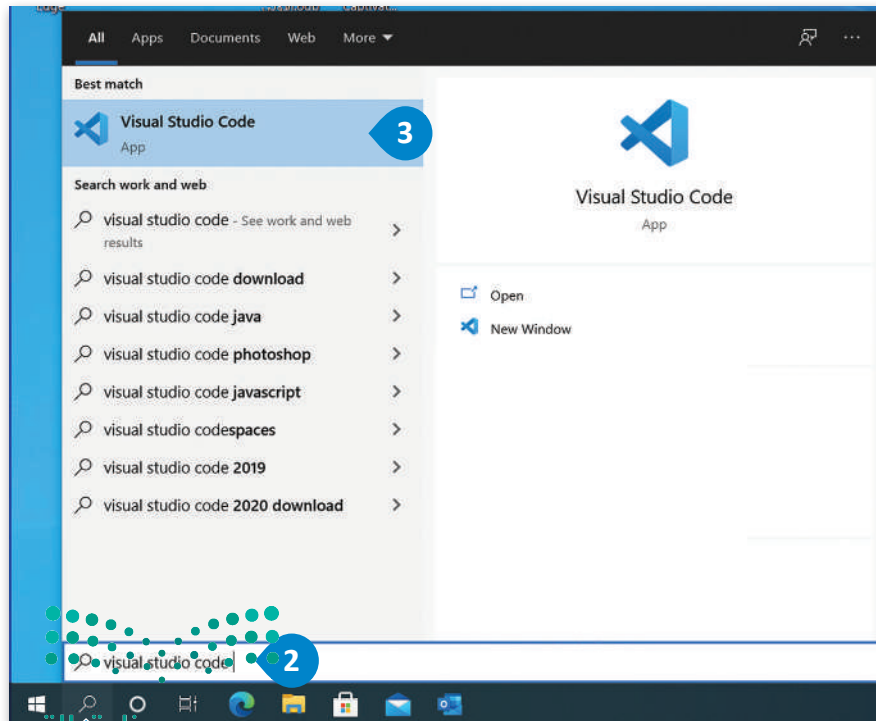 All Apps Documents Web More
Best match
Visual Studio Code
App
3
Search work and web
visual studio code - See work and web
results
visual studio code download
visual studio code java
visual studio code photoshop
visual studio code javascript
visual studio codespaces
visual studio code 2019
visual studio code 2020 download
Visual Studio Code
App
Open
New Window
visual studio code
2